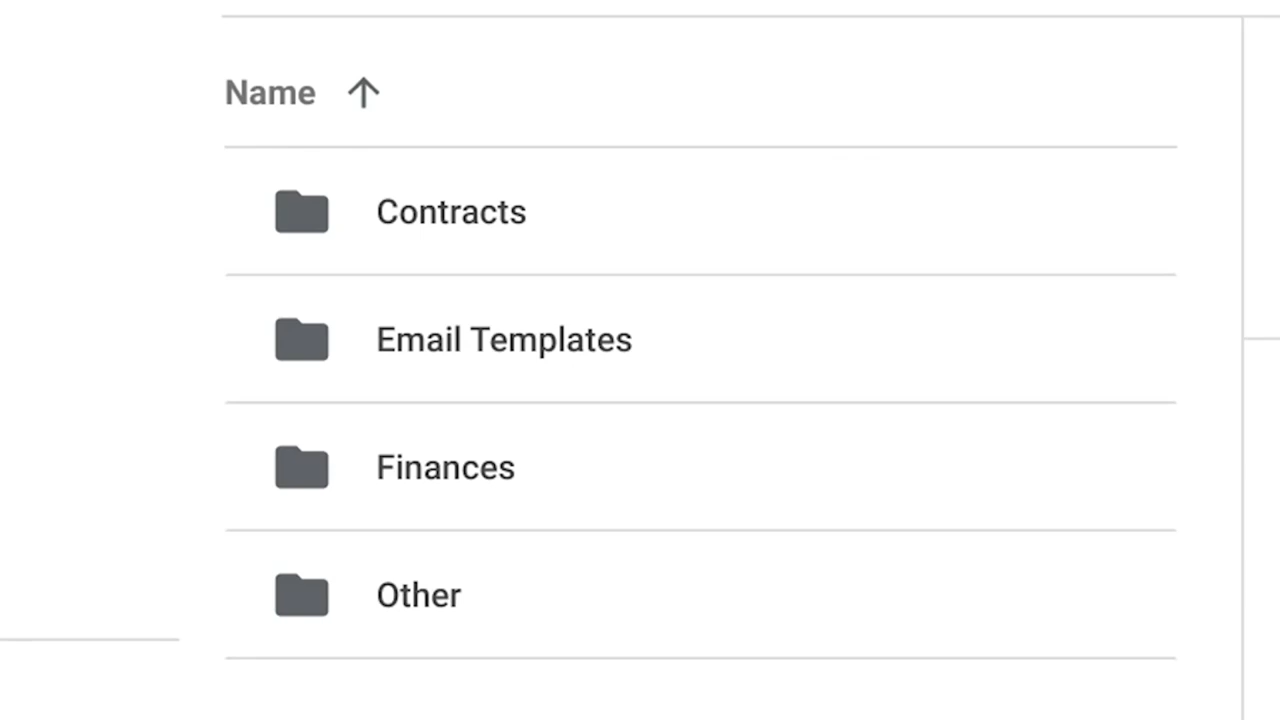 Name
Contracts
Email Templates
Finances
Other